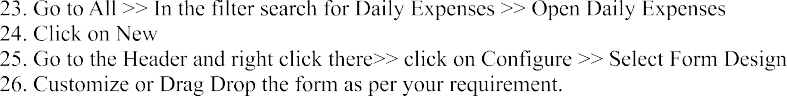 23. Go to All >> In the filter search for Daily Expenses >> Open Daily Expenses
24. Click on New
25. Go to the Header and right click there>> click on Configure >> Select Form Design
26. Customize or Drag Drop the form as per your requirement.